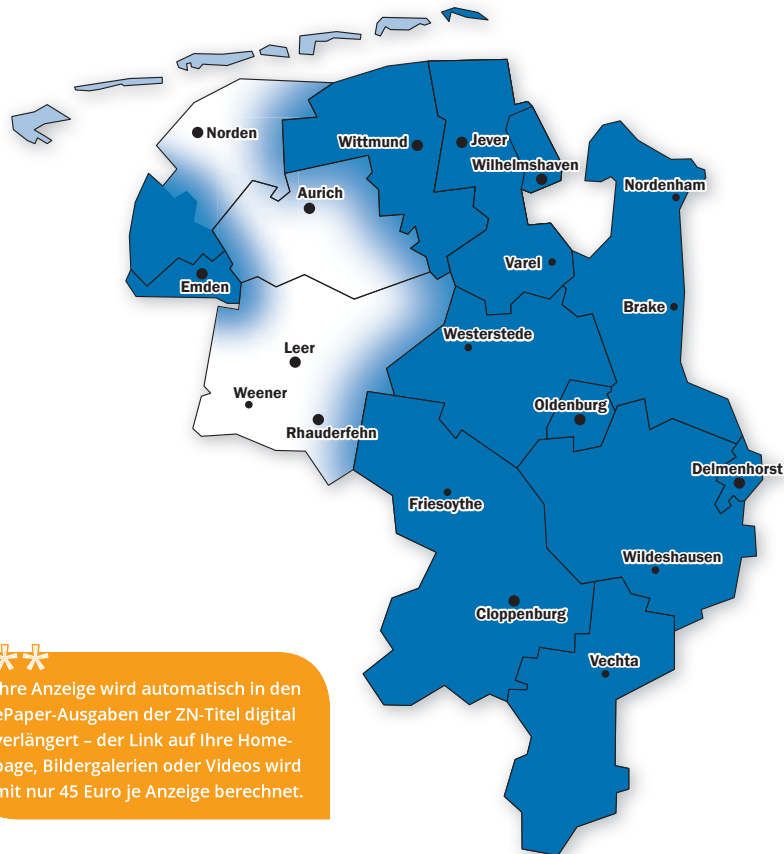 Norden
Wittmund
Jever
Wilhelmshaven
Nordenham
Aurich
Varel
Emden
Brake
Westerstede
Leer
Weener
Oldenburg
Rhauderfehn
Delmenhorst
Friesoythe
Wildeshausen
Cloppenburg
Vechta
**
hre Anzeige wird automatisch in den
ePaper-Ausgaben der ZN-Titel digital
verlängert – der Link auf Ihre Home-
page, Bildergalerien oder Videos wird
mit nur 45 Euro je Anzeige berechnet.